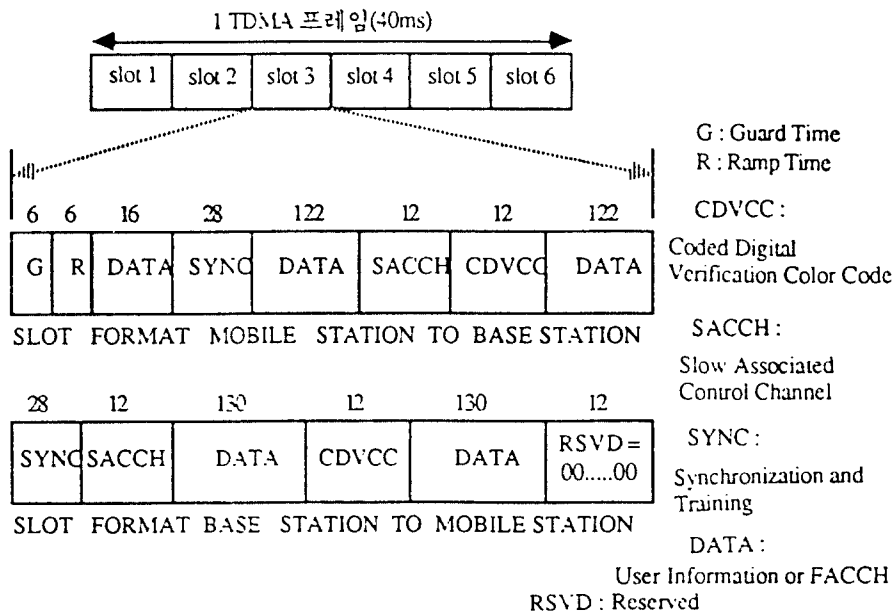 1 TDMA 프레임(40ms)
slot 1 slot 2 slot 3 slot 4 slot 5 slot 6
G : Guard Time
R : Ramp Time
6 6 16 28 122 12 12 122
CDVCC :
G R DATA SYNC DATA SACCH CDVCC DATA
Coded Digital
Verification Color Code
SLOT FORMAT MOBILE STATION TO BASE STATION
SACCH :
Slow Associated
Control Channel
28 12 130 12 130 12
SYNC SACCH DATA CDVCC DATA RSVD =
00.....00
SYNC :
Synchronization and
Training
SLOT FORMAT BASE STATION TO MOBILE STATION
DATA :
User Information or FACCH
RSVD : Reserved